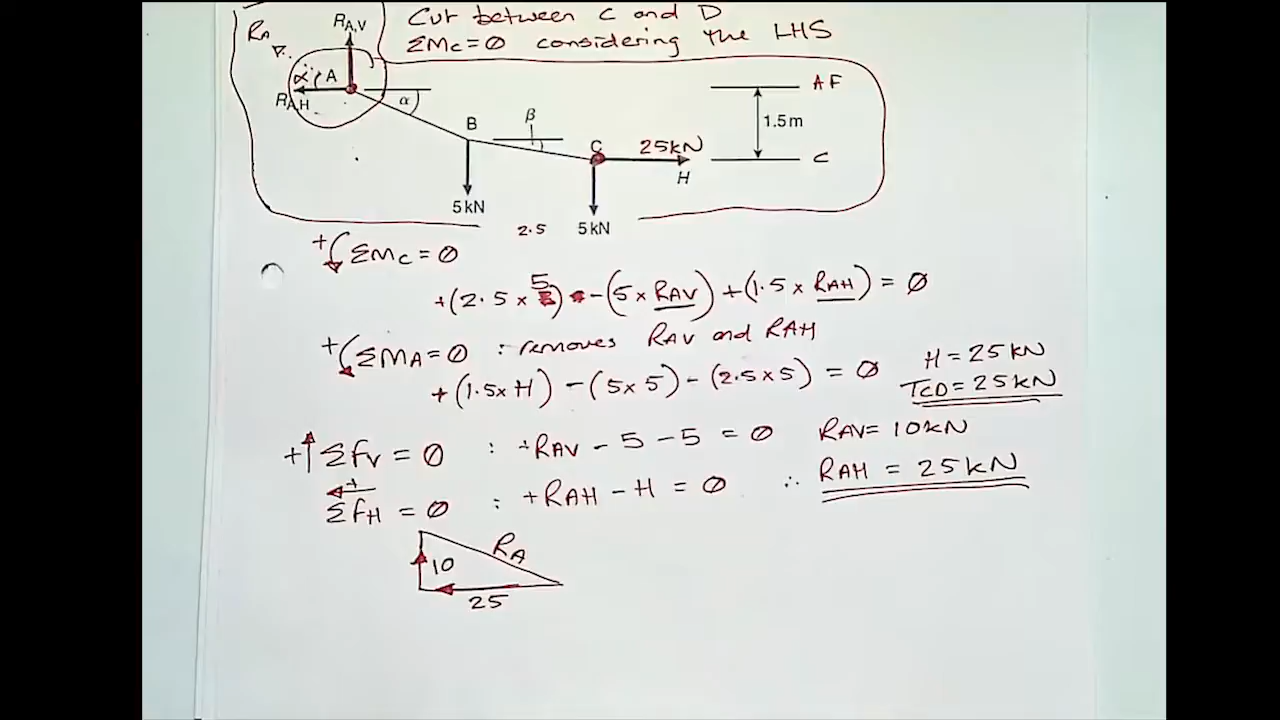 Cut between C and D
RA RA,V
ΣMc=0 considering the LHS
α A
RA,H
α
B
β
C 25kN
H
AF
1.5m
C
5kN
2.5 5kN
+ ΣMc = 0
+(2.5 x 5) - (5 x RAV) + (1.5 x RAH) = 0
+ ΣMA = 0 : removes RAV and RAH
+ (1.5x H) - (5 x 5) - (2.5 x 5) = 0
H = 25kN
TCD = 25kN
+ ΣFV = 0 : +RAV - 5 - 5 = 0 RAV = 10kN
+
ΣFH = 0 : +RAH - H = 0 ∴ RAH = 25kN
RA
10
25